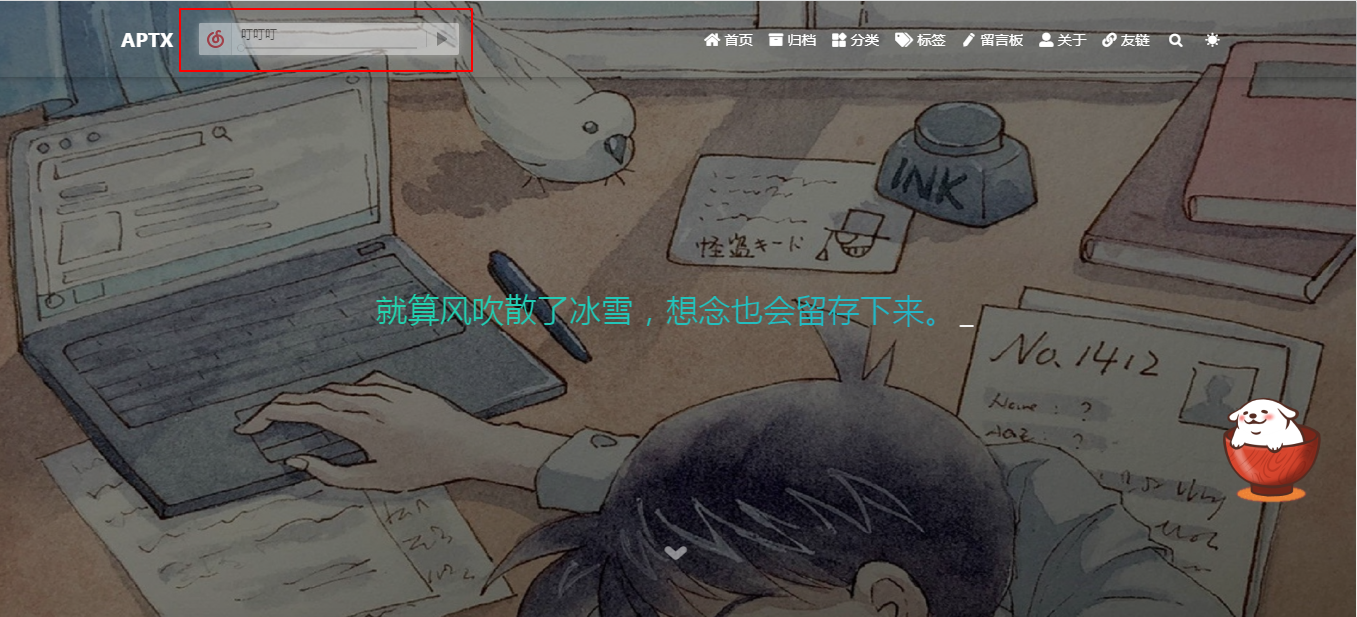 APTX
叮叮叮
首页 归档 分类 标签 留言板 关于 友链
INK
怪盗キード
就算风吹散了冰雪，想念也会留存下来。_
No.1412
Name : ?